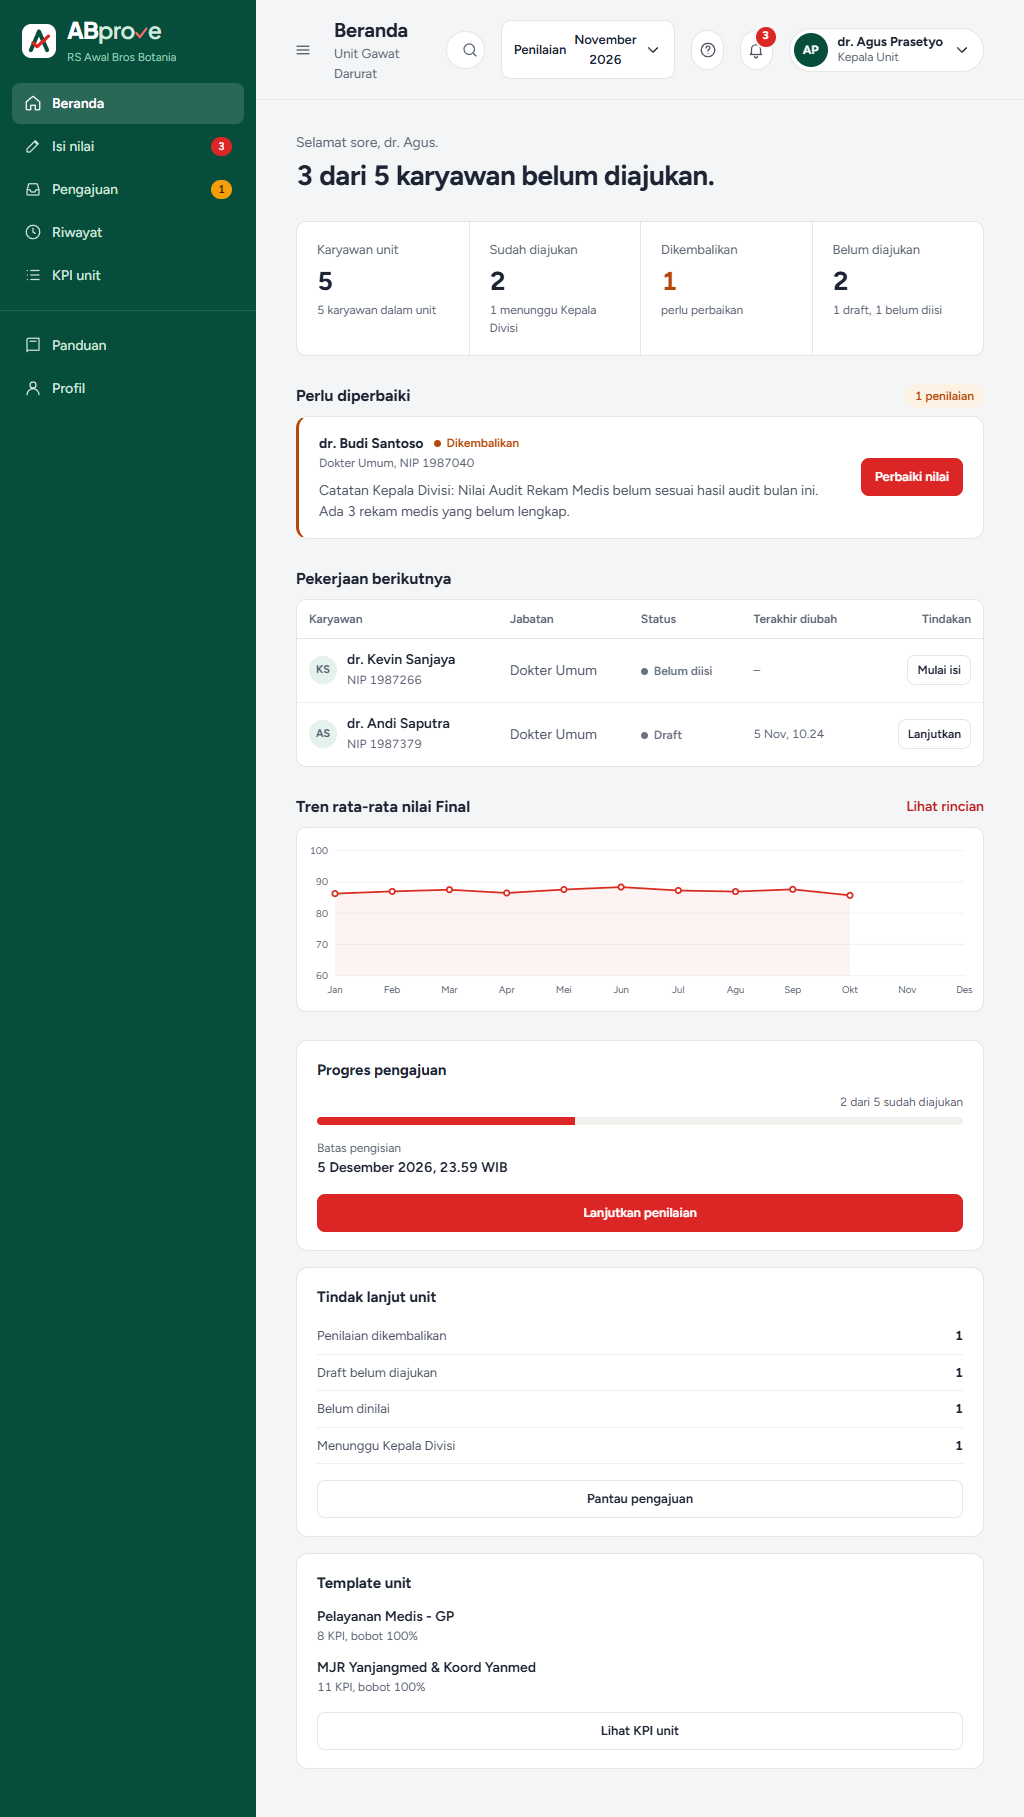 ABprove
RS Awal Bros Botania
Beranda
Isi nilai 3
Pengajuan 1
Riwayat
KPI unit
Panduan
Profil
Beranda
Unit Gawat
Darurat
Penilaian November
2026
3
AP
dr. Agus Prasetyo
Kepala Unit
Selamat sore, dr. Agus.
3 dari 5 karyawan belum diajukan.
Karyawan unit
5
5 karyawan dalam unit
Sudah diajukan
2
1 menunggu Kepala
Divisi
Dikembalikan
1
perlu perbaikan
Belum diajukan
2
1 draft, 1 belum diisi
Perlu diperbaiki
1 penilaian
dr. Budi Santoso Dikembalikan
Dokter Umum, NIP 1987040
Catatan Kepala Divisi: Nilai Audit Rekam Medis belum sesuai hasil audit bulan ini.
Ada 3 rekam medis yang belum lengkap.
Perbaiki nilai
Pekerjaan berikutnya
Karyawan Jabatan Status Terakhir diubah Tindakan
KS dr. Kevin Sanjaya
NIP 1987266
Dokter Umum Belum diisi – Mulai isi
AS dr. Andi Saputra
NIP 1987379
Dokter Umum Draft 5 Nov, 10.24 Lanjutkan
Tren rata-rata nilai Final
Lihat rincian
100
90
80
70
60
Jan Feb Mar Apr Mei Jun Jul Agu Sep Okt Nov Des
Progres pengajuan
2 dari 5 sudah diajukan
Batas pengisian
5 Desember 2026, 23.59 WIB
Lanjutkan penilaian
Tindak lanjut unit
Penilaian dikembalikan 1
Draft belum diajukan 1
Belum dinilai 1
Menunggu Kepala Divisi 1
Pantau pengajuan
Template unit
Pelayanan Medis - GP
8 KPI, bobot 100%
MJR Yanjangmed & Koord Yanmed
11 KPI, bobot 100%
Lihat KPI unit